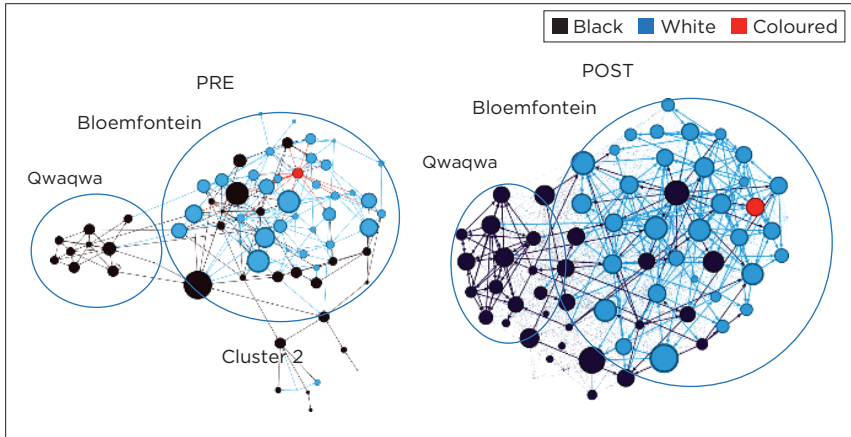 Black White Coloured
PRE
Bloemfontein
Qwaqwa
Cluster 2
POST
Bloemfontein
Qwaqwa